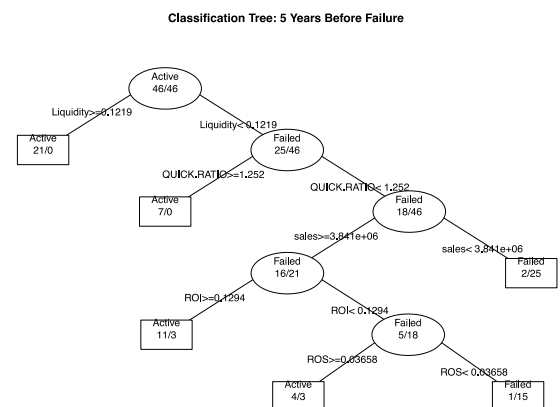 Classification Tree: 5 Years Before Failure
Active
46/46
Liquidity>=0.1219
Liquidity< 0.1219
Active
21/0
Failed
25/46
QUICK.RATIO>=1.252
QUICK.RATIO< 1.252
Active
7/0
Failed
18/46
sales>=3.841e+06
sales< 3.841e+06
Failed
16/21
Failed
2/25
ROI>=0.1294
ROI< 0.1294
Active
11/3
Failed
5/18
ROS>=0.03658
ROS< 0.03658
Active
4/3
Failed
1/15